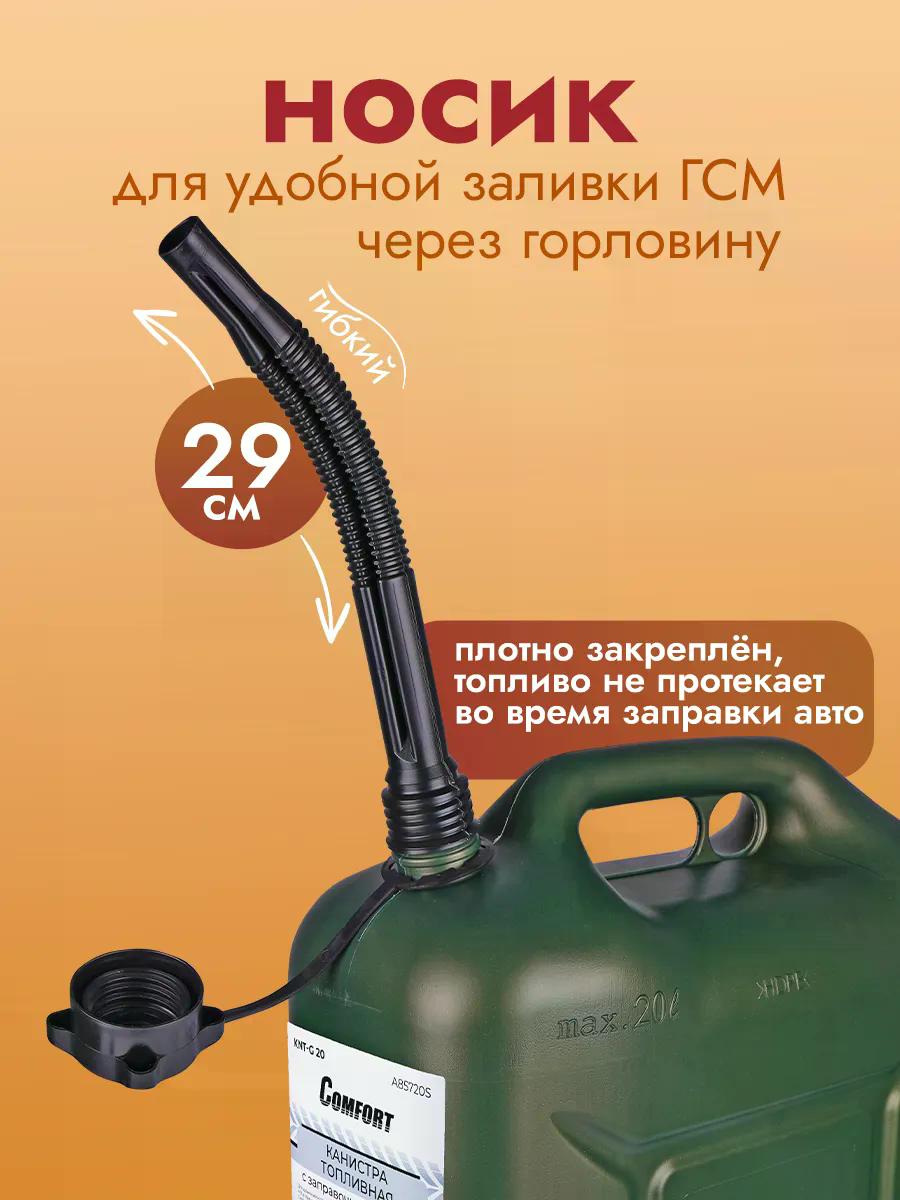 НОСИК
для удобной заливки ГСМ
через горловину
гибкий
29
см
плотно закреплён,
топливо не протекает
во время заправки авто
max. 20ℓ
>HDPE<
KNT-G 20
A85720S
COMFORT
КАНИСТРА
ТОПЛИВНАЯ